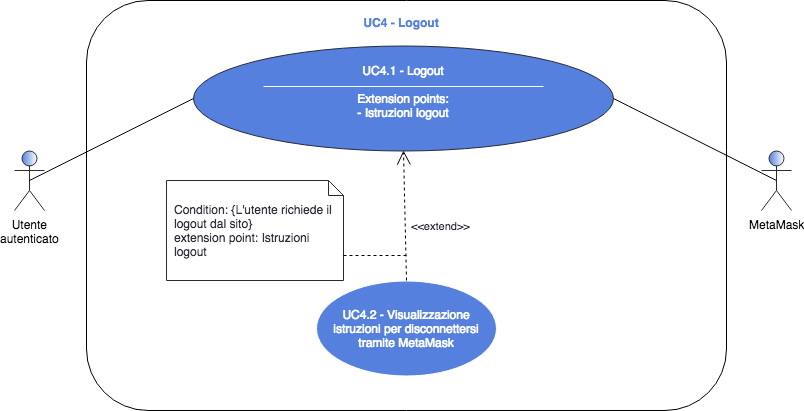 UC4 - Logout
UC4.1 - Logout
Extension points:
- Istruzioni logout
Utente
autenticato
MetaMask
Condition: {L'utente richiede il
logout dal sito}
extension point: Istruzioni
logout
<<extend>>
UC4.2 - Visualizzazione
istruzioni per disconnettersi
tramite MetaMask